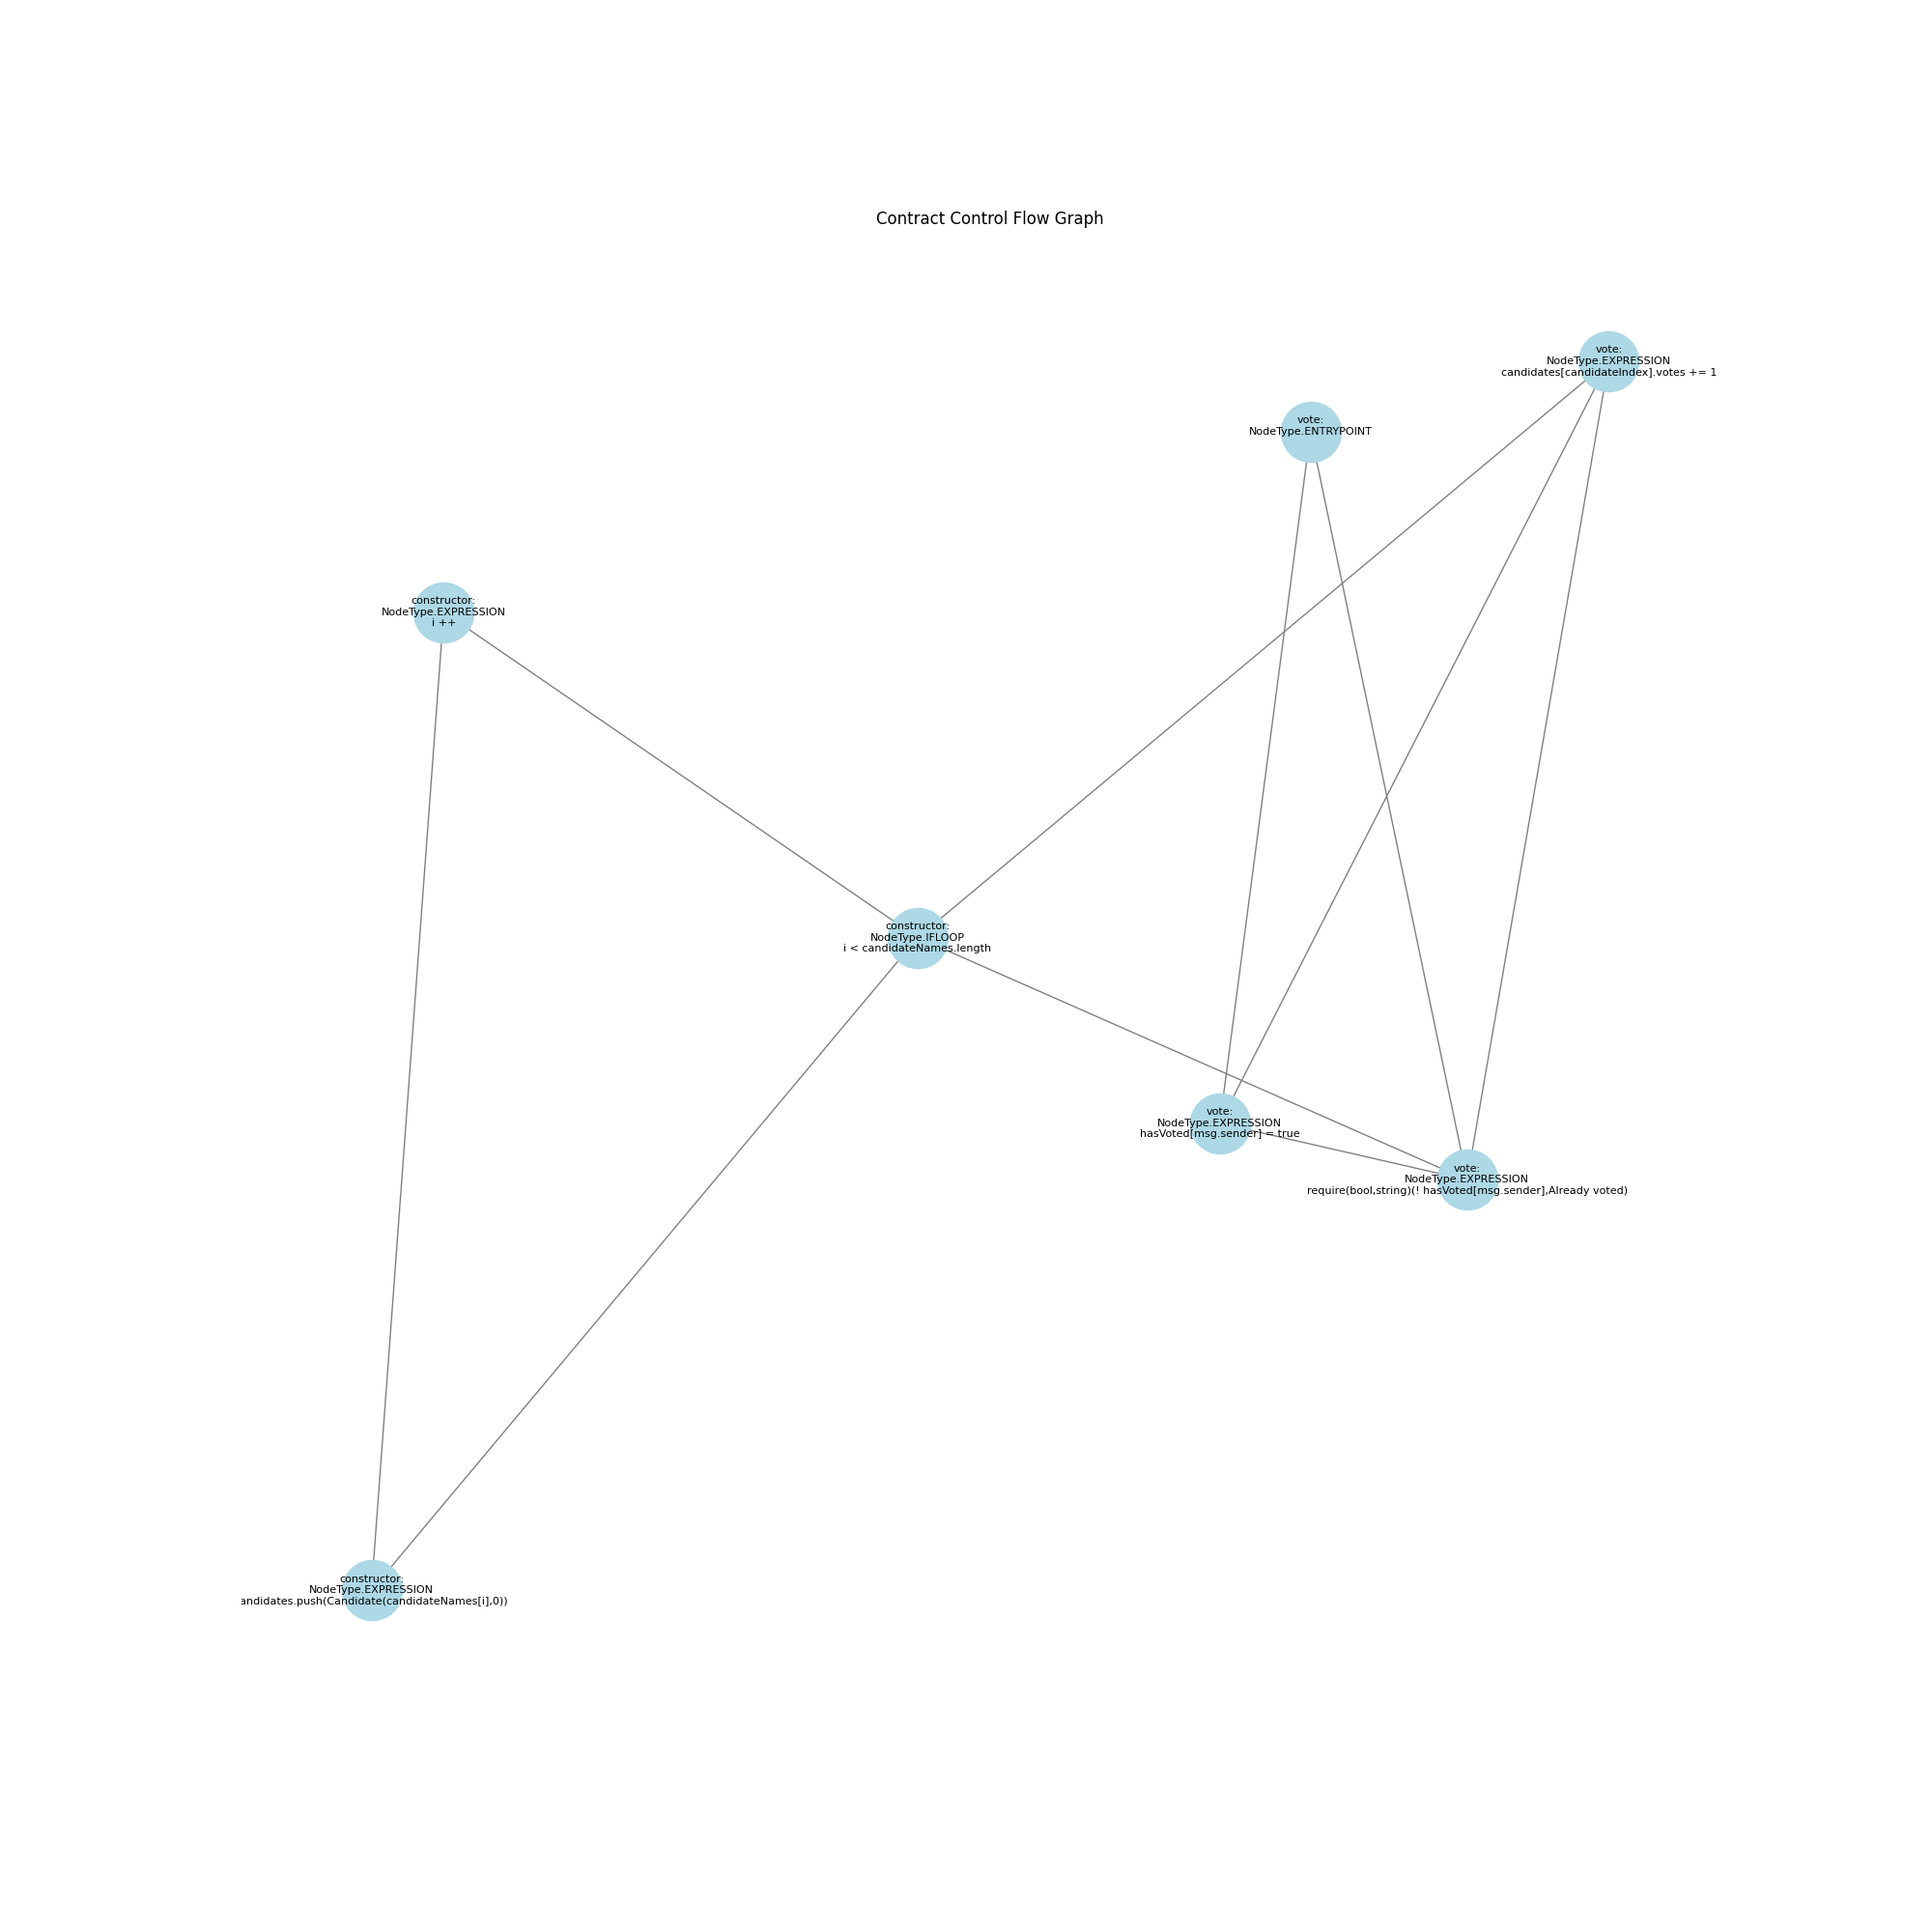 Contract Control Flow Graph
vote:
NodeType.EXPRESSION
candidates[candidateIndex].votes += 1
vote:
NodeType.ENTRYPOINT
constructor:
NodeType.EXPRESSION
i ++
constructor:
NodeType.IFLOOP
i < candidateNames.length
vote:
NodeType.EXPRESSION
hasVoted[msg.sender] = true
vote:
NodeType.EXPRESSION
require(bool,string)(! hasVoted[msg.sender],Already voted)
constructor:
NodeType.EXPRESSION
andidates.push(Candidate(candidateNames[i],0))